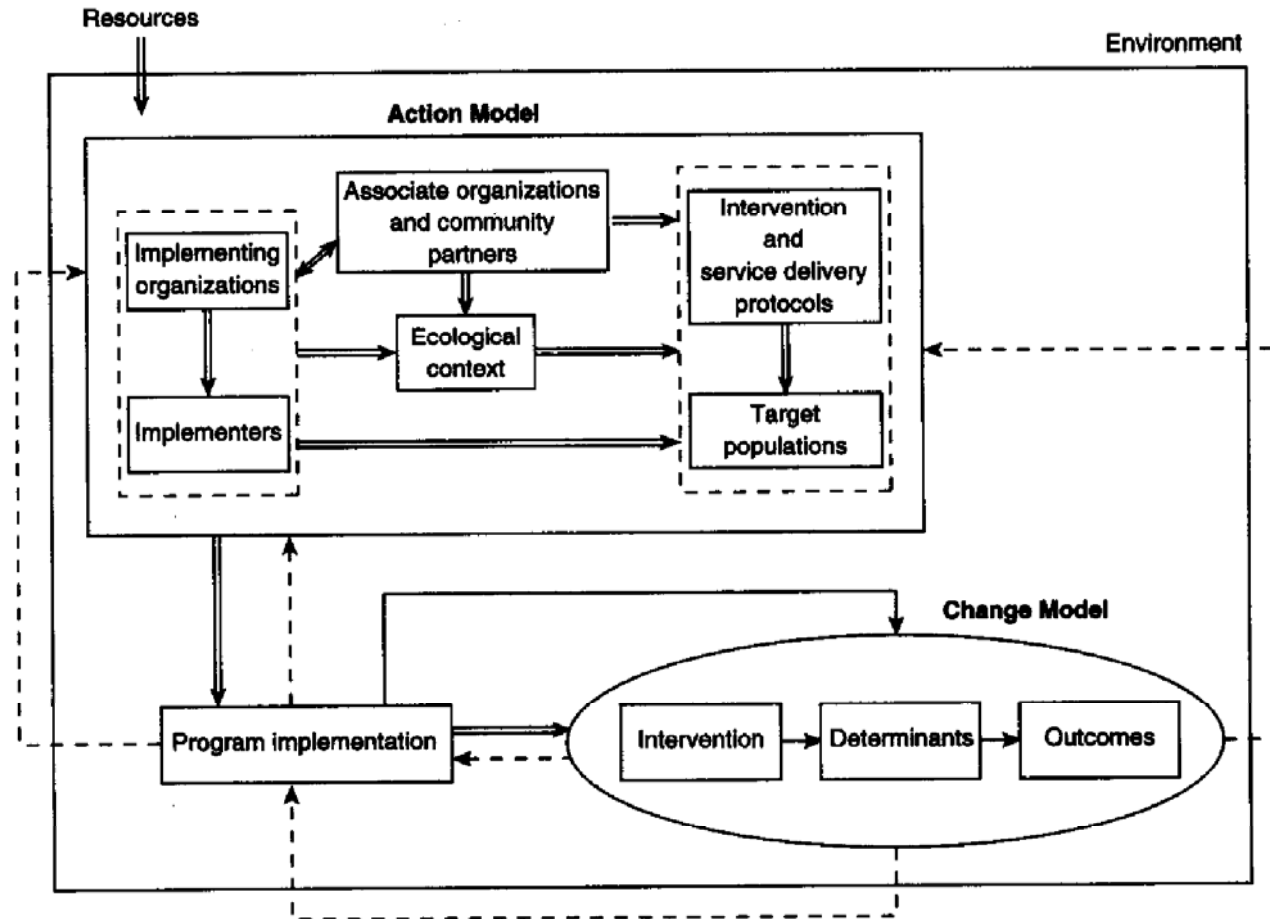 Resources
Environment
Action Model
Associate organizations
and community
partners
Intervention
and
service delivery
protocols
Implementing
organizations
Ecological
context
Implementers
Target
populations
Change Model
Program implementation
Intervention
Determinants
Outcomes